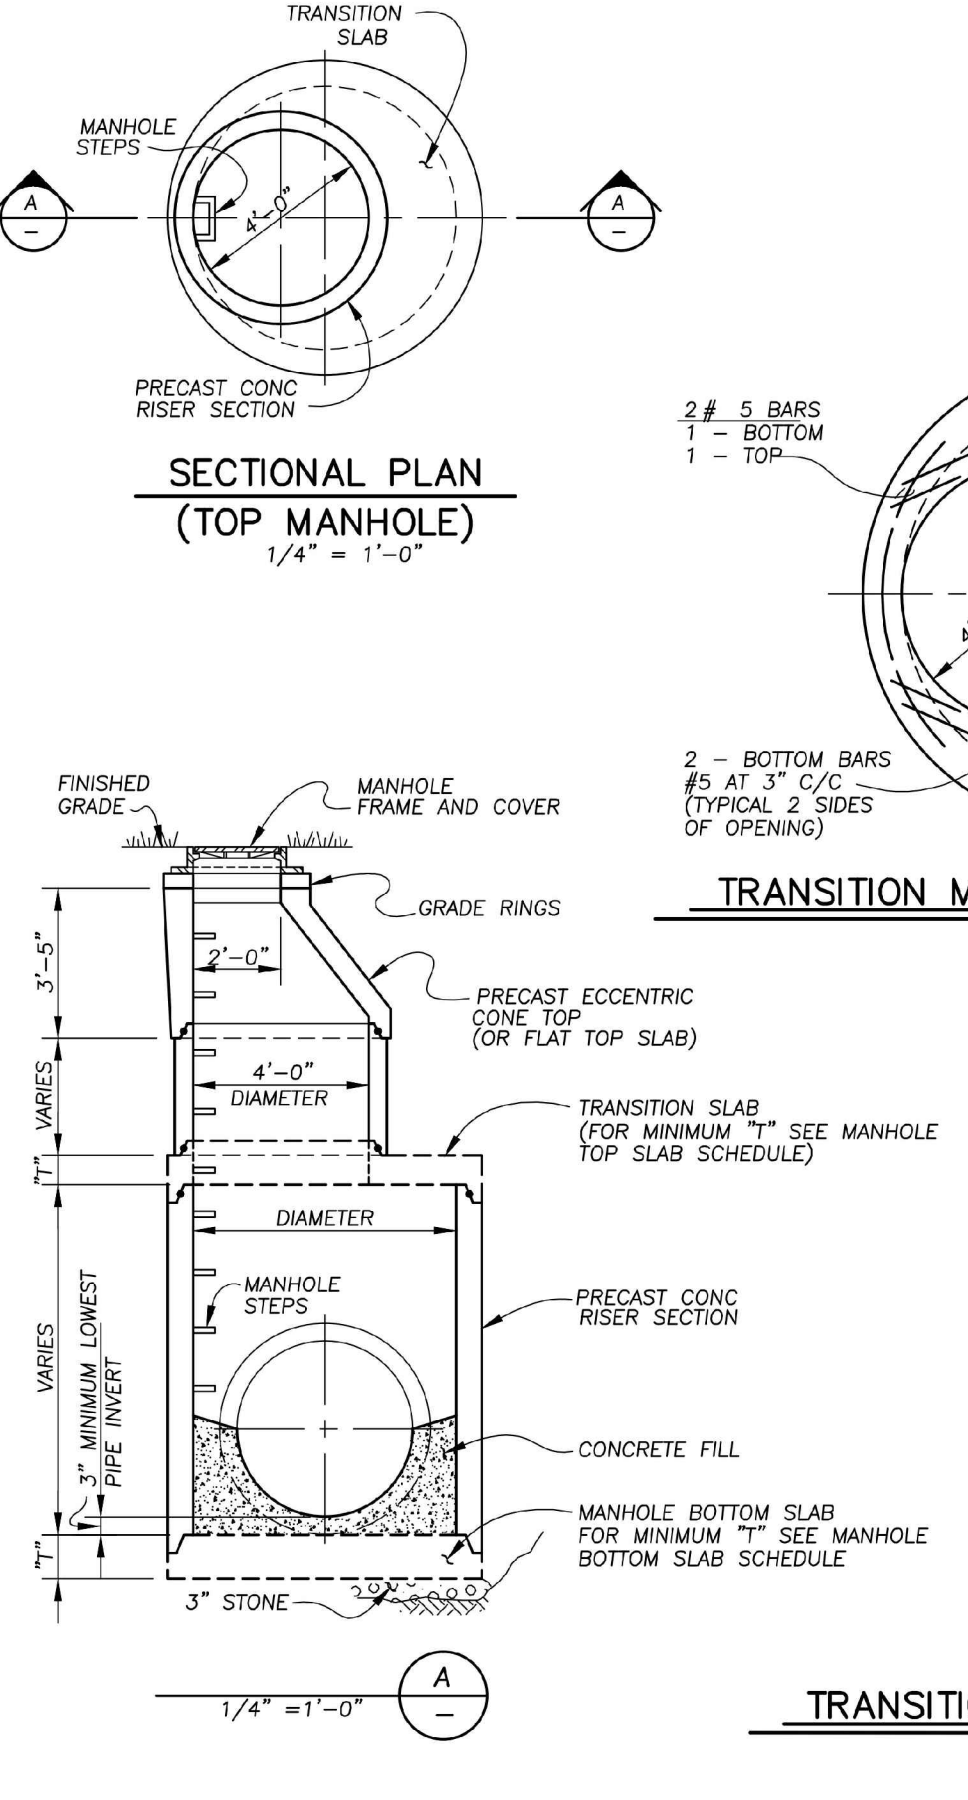 TRANSITION
SLAB
MANHOLE
STEPS
A
–
A
–
4'-0"
PRECAST CONC
RISER SECTION
SECTIONAL PLAN
(TOP MANHOLE)
1/4" = 1'-0"
2# 5 BARS
1 – BOTTOM
1 – TOP
2 – BOTTOM BARS
#5 AT 3" C/C
(TYPICAL 2 SIDES
OF OPENING)
TRANSITION M
FINISHED
GRADE
MANHOLE
FRAME AND COVER
GRADE RINGS
3'-5"
2'-0"
PRECAST ECCENTRIC
CONE TOP
(OR FLAT TOP SLAB)
VARIES
4'-0"
DIAMETER
TRANSITION SLAB
(FOR MINIMUM "T" SEE MANHOLE
TOP SLAB SCHEDULE)
"T"
DIAMETER
MANHOLE
STEPS
PRECAST CONC
RISER SECTION
VARIES
3" MINIMUM LOWEST
PIPE INVERT
CONCRETE FILL
MANHOLE BOTTOM SLAB
FOR MINIMUM "T" SEE MANHOLE
BOTTOM SLAB SCHEDULE
"T"
3" STONE
A
–
1/4" =1'-0"
TRANSITI